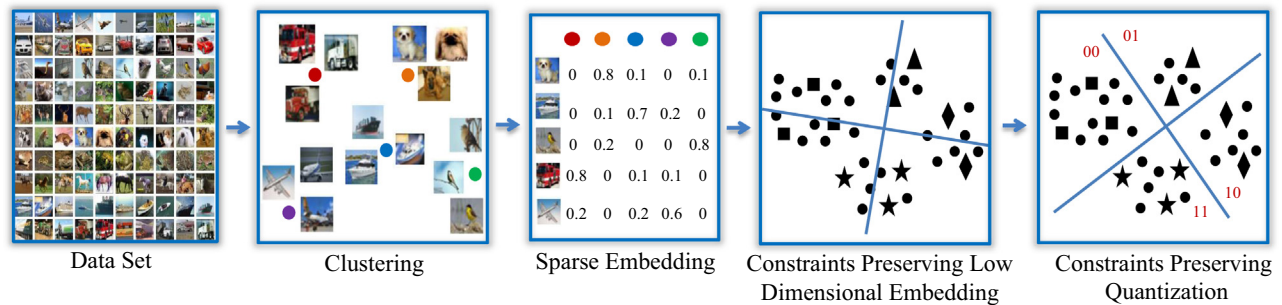 0 0.8 0.1 0 0.1
0 0.1 0.7 0.2 0
0 0.2 0 0 0.8
0.8 0 0.1 0.1 0
0.2 0 0.2 0.6 0
01
00
10
11
Data Set
Clustering
Sparse Embedding
Constraints Preserving Low
Dimensional Embedding
Constraints Preserving
Quantization